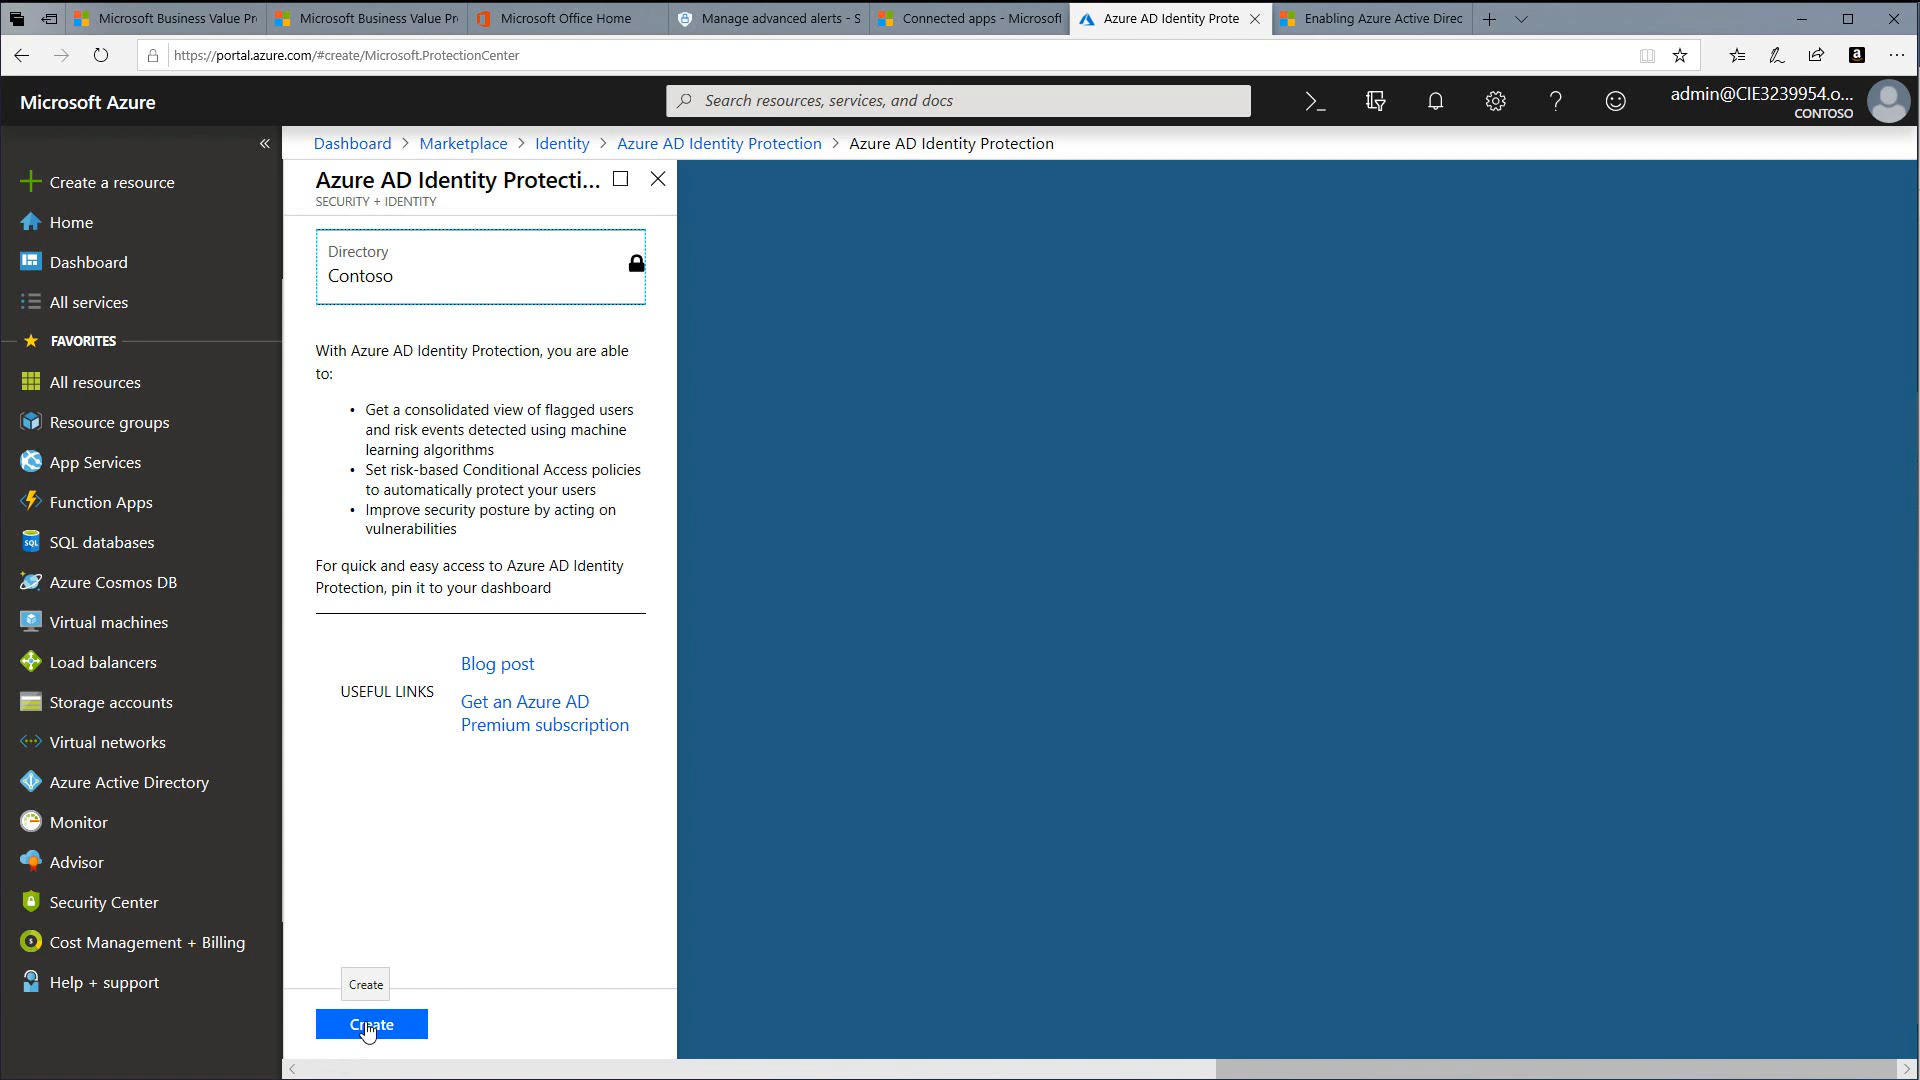 Microsoft Business Value Pr
Microsoft Business Value Pr
Microsoft Office Home
Manage advanced alerts - S
Connected apps - Microsoft
Azure AD Identity Prote
Enabling Azure Active Direc
https://portal.azure.com/#create/Microsoft.ProtectionCenter
Microsoft Azure
Search resources, services, and docs
admin@CIE3239954.o...
CONTOSO
Dashboard > Marketplace > Identity > Azure AD Identity Protection > Azure AD Identity Protection
Create a resource
Home
Dashboard
All services
FAVORITES
All resources
Resource groups
App Services
Function Apps
SQL databases
Azure Cosmos DB
Virtual machines
Load balancers
Storage accounts
Virtual networks
Azure Active Directory
Monitor
Advisor
Security Center
Cost Management + Billing
Help + support
Azure AD Identity Protecti...
SECURITY + IDENTITY
Directory
Contoso
With Azure AD Identity Protection, you are able
to:
• Get a consolidated view of flagged users
and risk events detected using machine
learning algorithms
• Set risk-based Conditional Access policies
to automatically protect your users
• Improve security posture by acting on
vulnerabilities
For quick and easy access to Azure AD Identity
Protection, pin it to your dashboard
USEFUL LINKS
Blog post
Get an Azure AD
Premium subscription
Create
Create